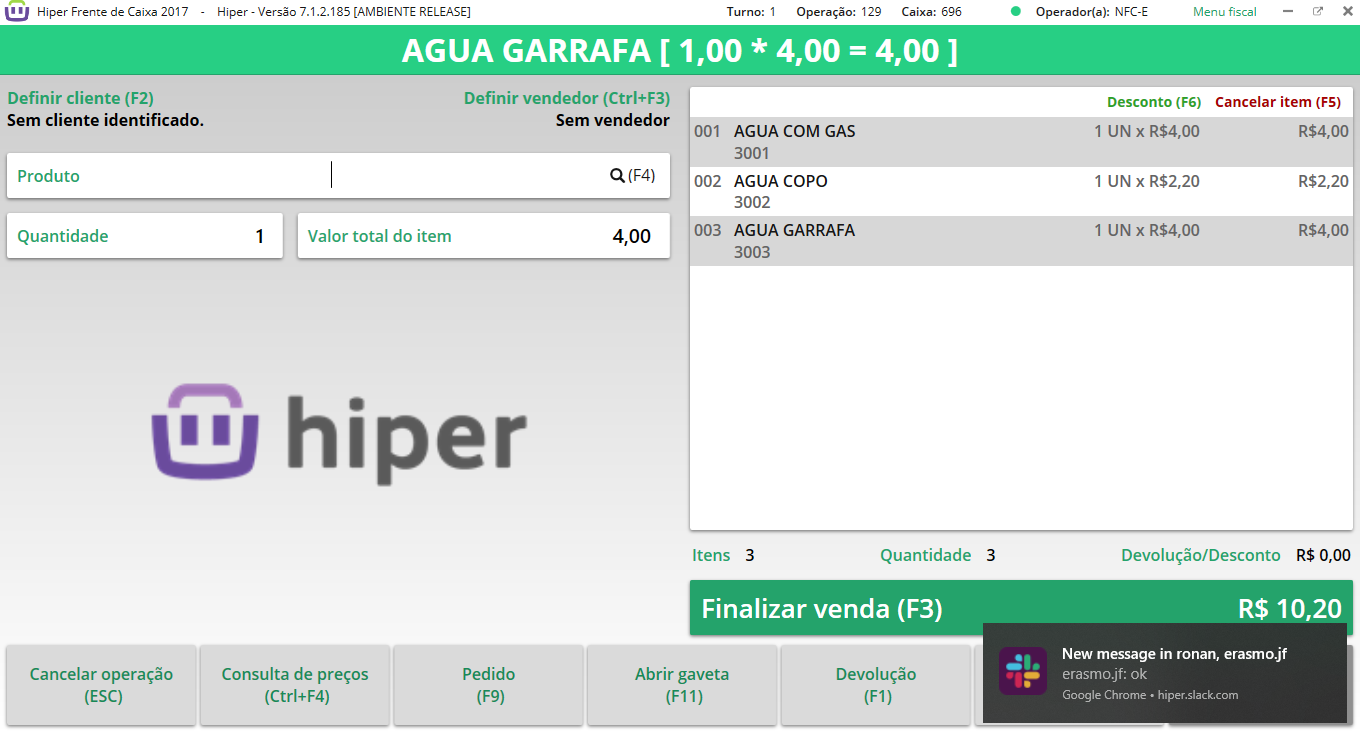 Hiper Frente de Caixa 2017 - Hiper - Versão 7.1.2.185 [AMBIENTE RELEASE] Turno: 1 Operação: 129 Caixa: 696 Operador(a): NFC-E Menu fiscal
AGUA GARRAFA [ 1,00 * 4,00 = 4,00 ]
Definir cliente (F2) Definir vendedor (Ctrl+F3)
Sem cliente identificado. Sem vendedor
Produto (F4)
Quantidade 1 Valor total do item 4,00
hiper
Desconto (F6) Cancelar item (F5)
001 AGUA COM GAS 1 UN x R$4,00 R$4,00
3001
002 AGUA COPO 1 UN x R$2,20 R$2,20
3002
003 AGUA GARRAFA 1 UN x R$4,00 R$4,00
3003
Itens 3 Quantidade 3 Devolução/Desconto R$ 0,00
Finalizar venda (F3) R$ 10,20
Cancelar operação
(ESC)
Consulta de preços
(Ctrl+F4)
Pedido
(F9)
Abrir gaveta
(F11)
Devolução
(F1)
New message in ronan, erasmo.jf
erasmo.jf: ok
Google Chrome • hiper.slack.com